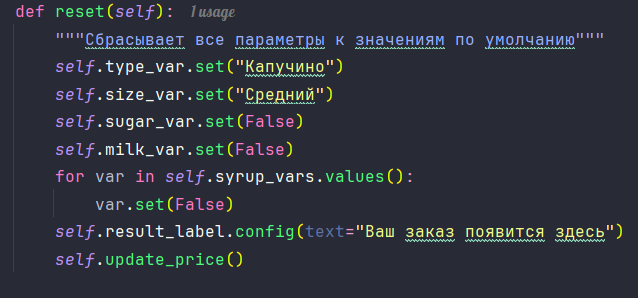 def reset(self): 1 usage
"""Сбрасывает все параметры к значениям по умолчанию"""
self.type_var.set("Капучино")
self.size_var.set("Средний")
self.sugar_var.set(False)
self.milk_var.set(False)
for var in self.syrup_vars.values():
var.set(False)
self.result_label.config(text="Ваш заказ появится здесь")
self.update_price()